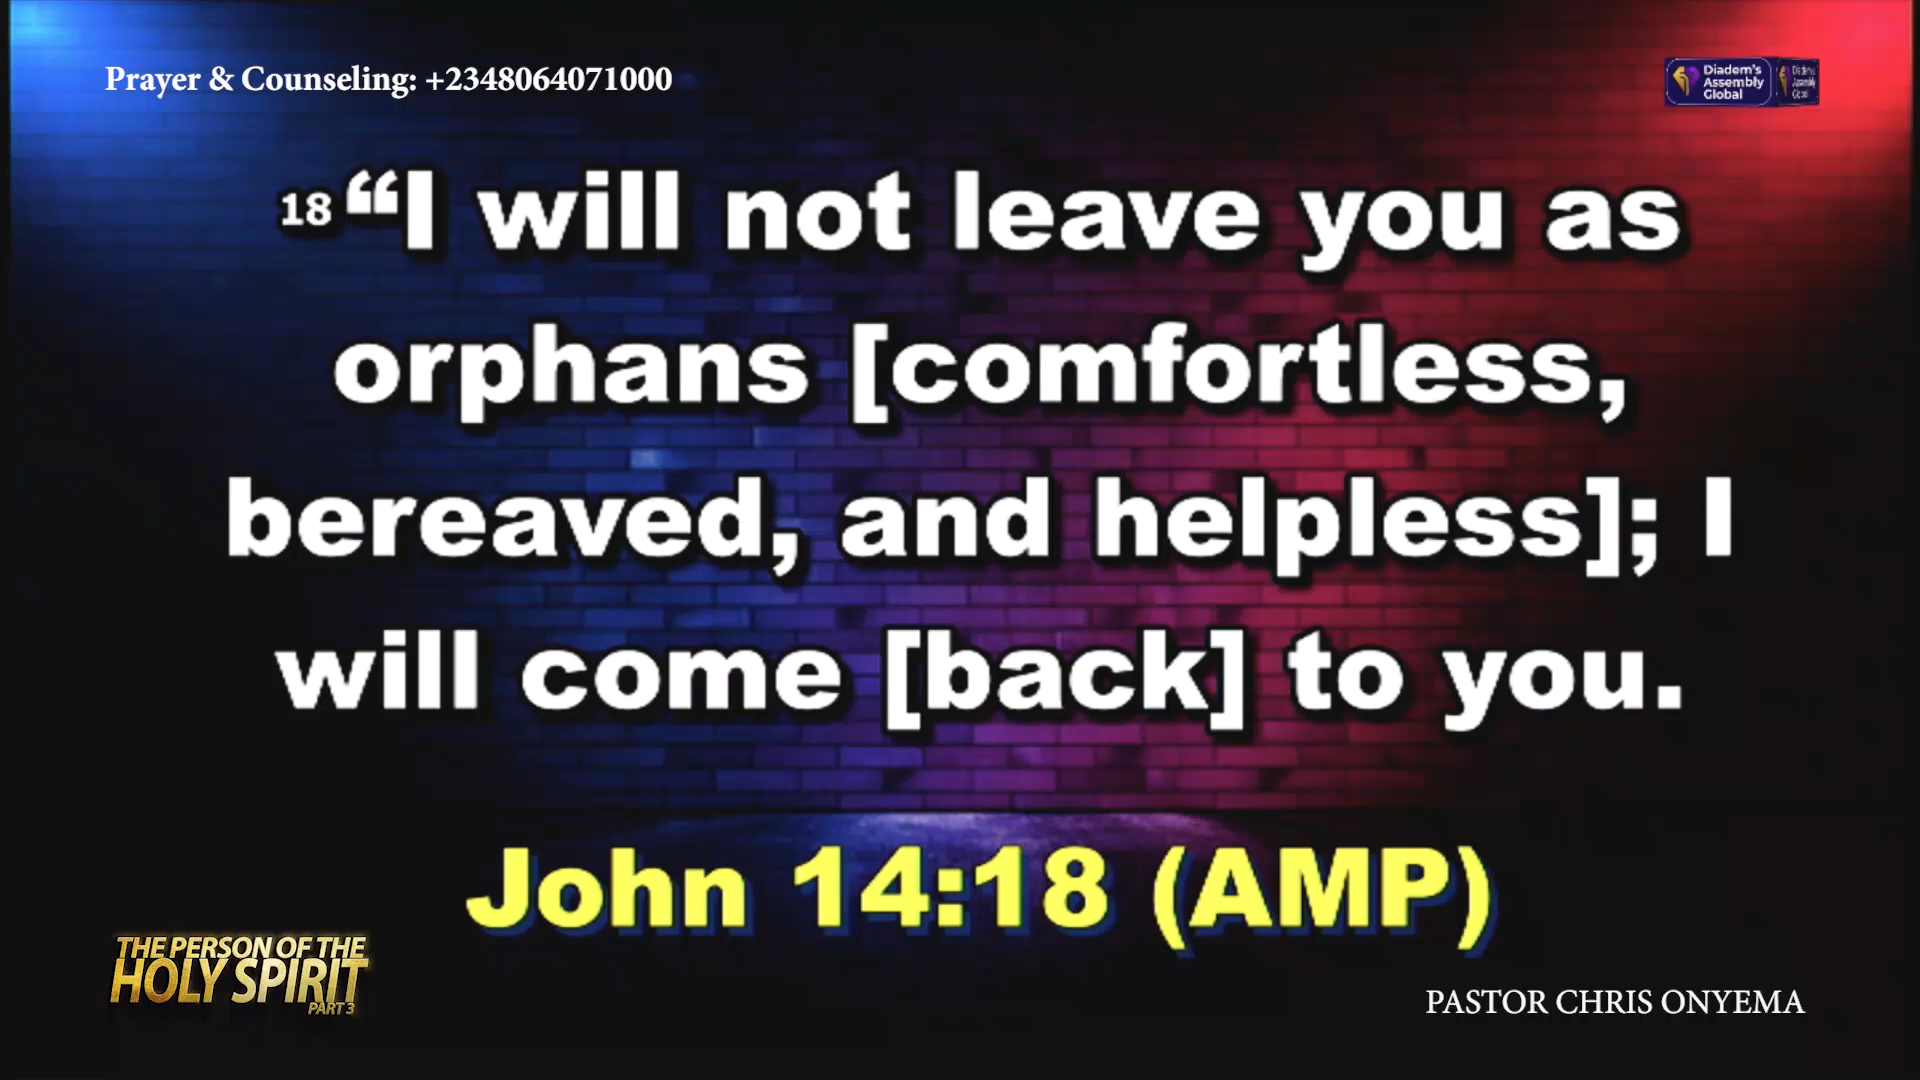 Prayer & Counseling: +2348064071000
Diadem's
Assembly
Global
18 “I will not leave you as
orphans [comfortless,
bereaved, and helpless]; I
will come [back] to you.
John 14:18 (AMP)
THE PERSON OF THE
HOLY SPIRIT
PART 3
PASTOR CHRIS ONYEMA